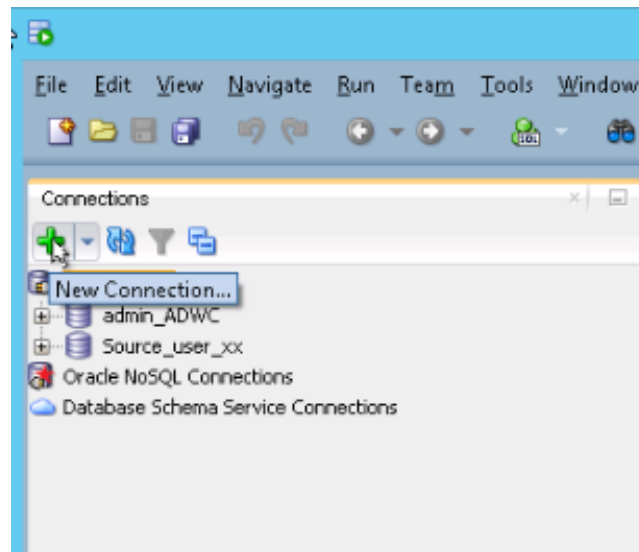 File Edit View Navigate Run Team Tools Window
SQL
Connections
New Connection...
admin_ADWC
Source_user_xx
Oracle NoSQL Connections
Database Schema Service Connections